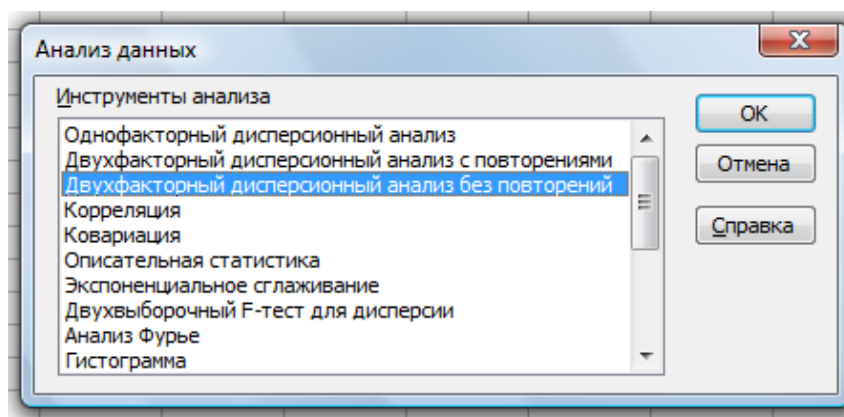 Анализ данных
Инструменты анализа
Однофакторный дисперсионный анализ
Двухфакторный дисперсионный анализ с повторениями
Двухфакторный дисперсионный анализ без повторений
Корреляция
Ковариация
Описательная статистика
Экспоненциальное сглаживание
Двухвыборочный F-тест для дисперсии
Анализ Фурье
Гистограмма
OK
Отмена
Справка